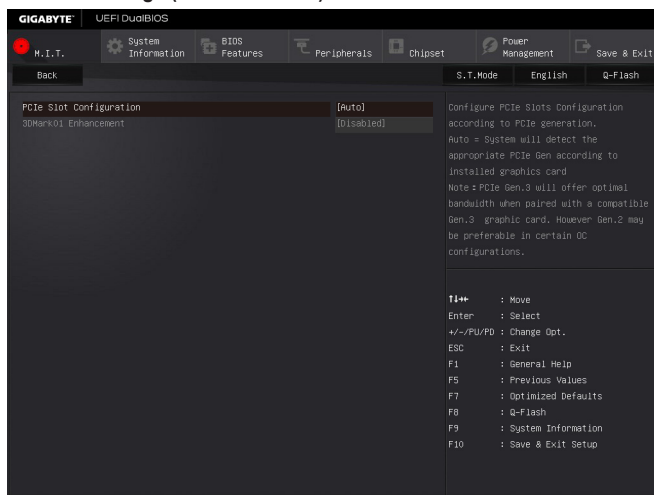 GIGABYTE™ UEFI DualBIOS
M.I.T. System Information BIOS Features Peripherals Chipset Power Management Save & Exit
Back S.T.Mode English Q-Flash
PCIe Slot Configuration [Auto]
3DMark01 Enhancement [Disabled]
Configure PCIe Slots Configuration
according to PCIe generation.
Auto = System will detect the
appropriate PCIe Gen according to
installed graphics card
Note：PCIe Gen.3 will offer optimal
bandwidth when paired with a compatible
Gen.3 graphic card. However Gen.2 may
be preferable in certain OC
configurations.
↑↓→← : Move
Enter : Select
+/-/PU/PD : Change Opt.
ESC : Exit
F1 : General Help
F5 : Previous Values
F7 : Optimized Defaults
F8 : Q-Flash
F9 : System Information
F10 : Save & Exit Setup